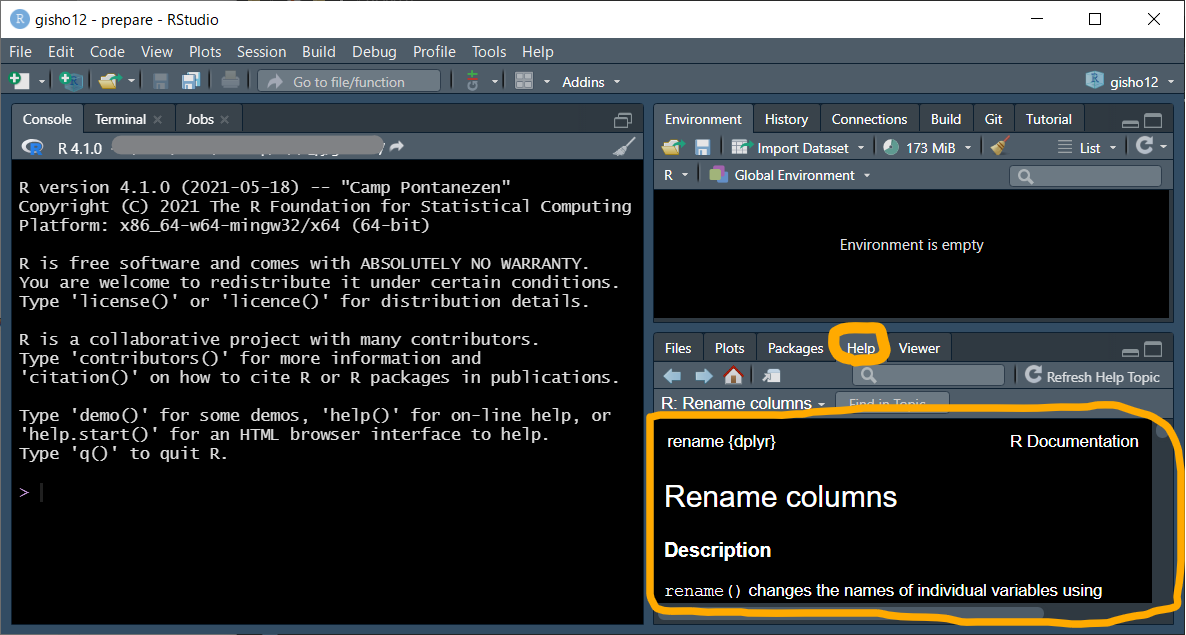 gisho12 - prepare - RStudio
File Edit Code View Plots Session Build Debug Profile Tools Help
Go to file/function Addins gisho12
Console Terminal Jobs
R 4.1.0
R version 4.1.0 (2021-05-18) -- "Camp Pontanezen"
Copyright (C) 2021 The R Foundation for Statistical Computing
Platform: x86_64-w64-mingw32/x64 (64-bit)
R is free software and comes with ABSOLUTELY NO WARRANTY.
You are welcome to redistribute it under certain conditions.
Type 'license()' or 'licence()' for distribution details.
R is a collaborative project with many contributors.
Type 'contributors()' for more information and
'citation()' on how to cite R or R packages in publications.
Type 'demo()' for some demos, 'help()' for on-line help, or
'help.start()' for an HTML browser interface to help.
Type 'q()' to quit R.
>
Environment History Connections Build Git Tutorial
Import Dataset 173 MiB List
R Global Environment
Environment is empty
Files Plots Packages Help Viewer
Refresh Help Topic
R: Rename columns Find in Topic
rename {dplyr} R Documentation
Rename columns
Description
rename() changes the names of individual variables using